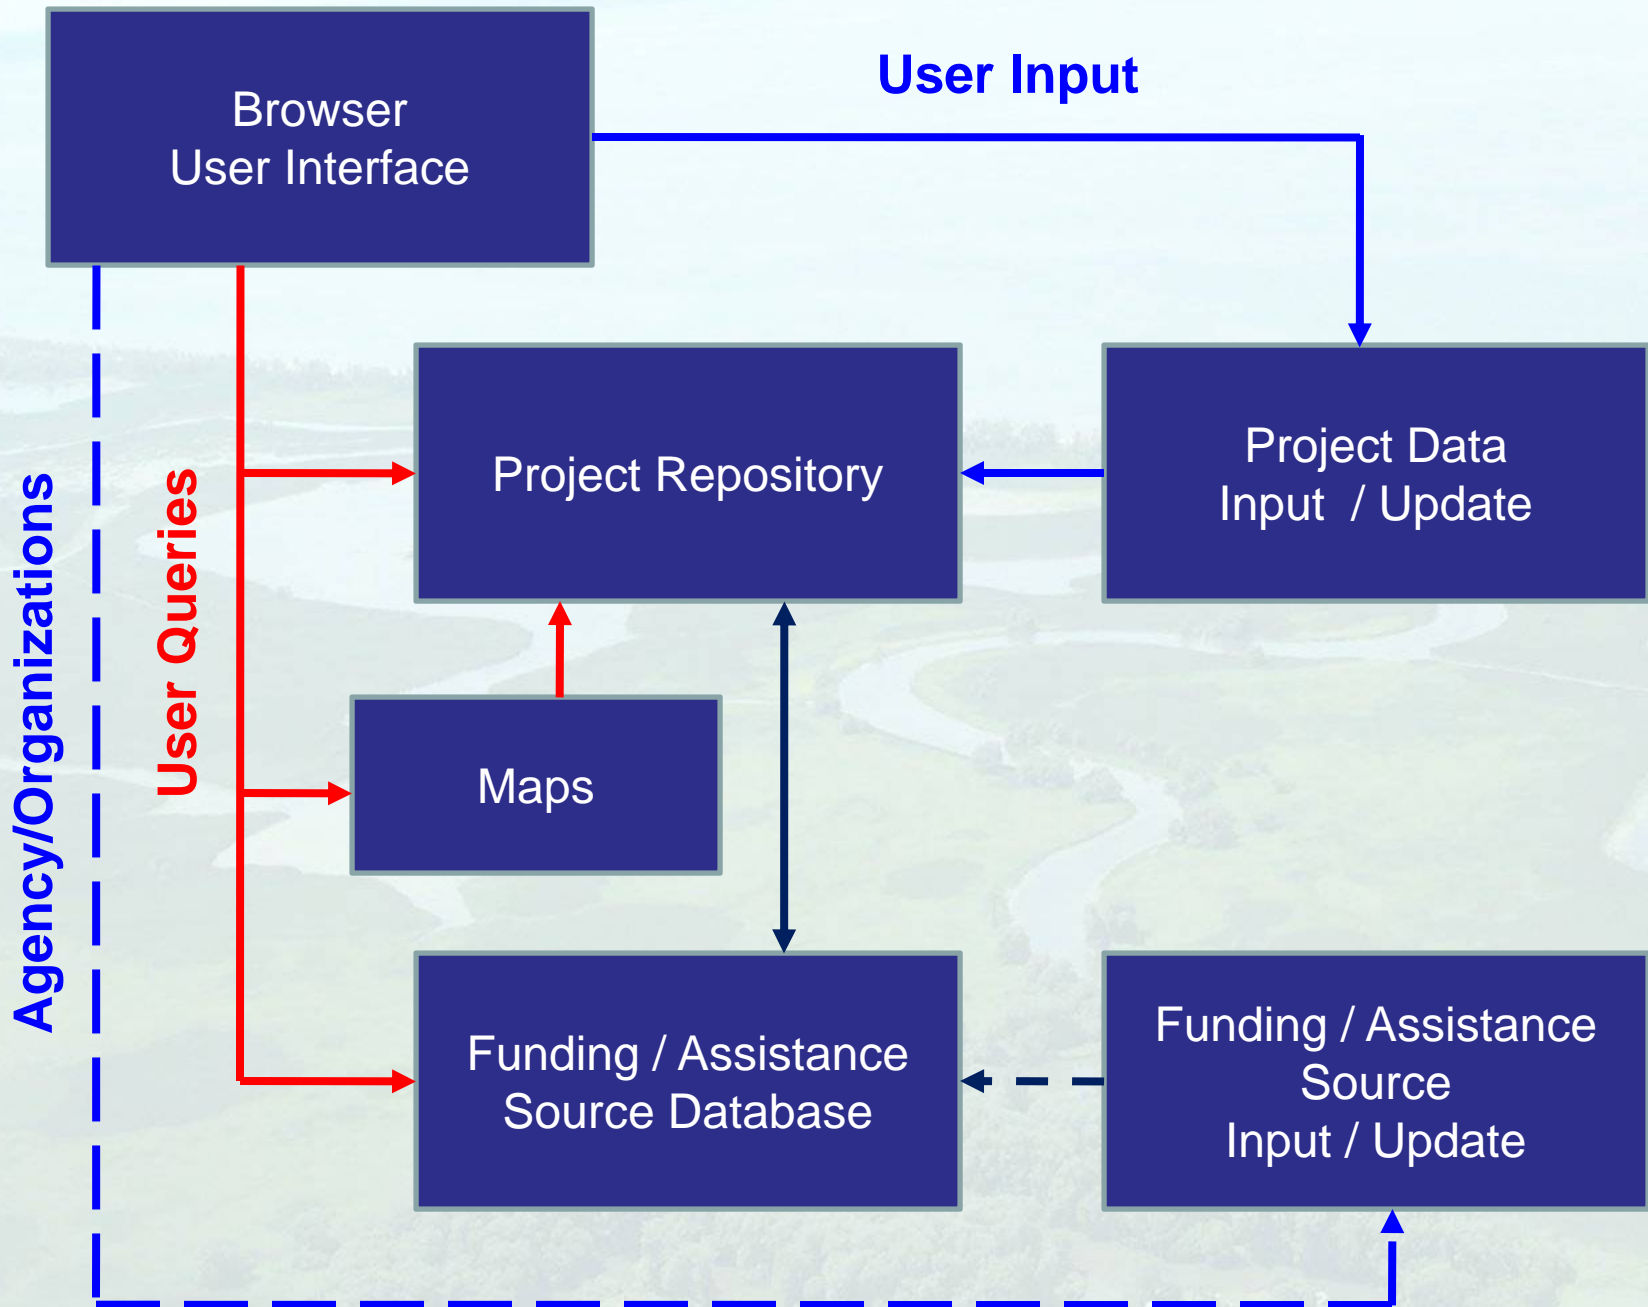 Browser
User Interface
User Input
Project Repository
Project Data
Input / Update
Agency/Organizations
User Queries
Maps
Funding / Assistance
Source Database
Funding / Assistance
Source
Input / Update